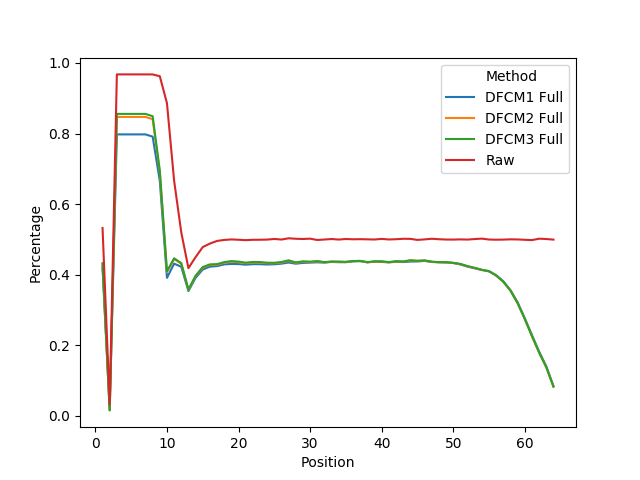 Method
DFCM1 Full
DFCM2 Full
DFCM3 Full
Raw
Percentage
1.0
0.8
0.6
0.4
0.2
0.0
0 10 20 30 40 50 60
Position